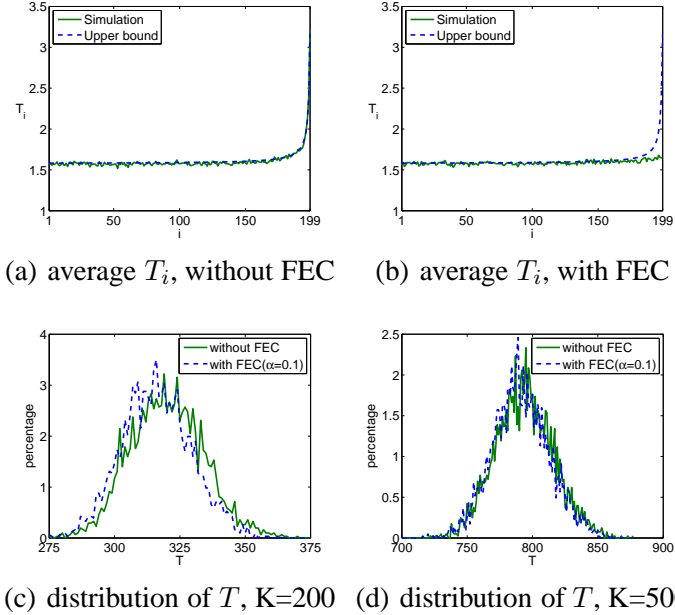 3.5
3
2.5
2
1.5
1
T_i
1 50 100 150 199
i
Simulation
Upper bound
(a) average T_i, without FEC
3.5
3
2.5
2
1.5
1
T_i
1 50 100 150 199
i
Simulation
Upper bound
(b) average T_i, with FEC
4
3
2
1
0
percentage
275 300 325 350 375
T
without FEC
with FEC(α=0.1)
(c) distribution of T, K=200
2.5
2
1.5
1
0.5
0
percentage
700 750 800 850 900
T
without FEC
with FEC(α=0.1)
(d) distribution of T, K=50